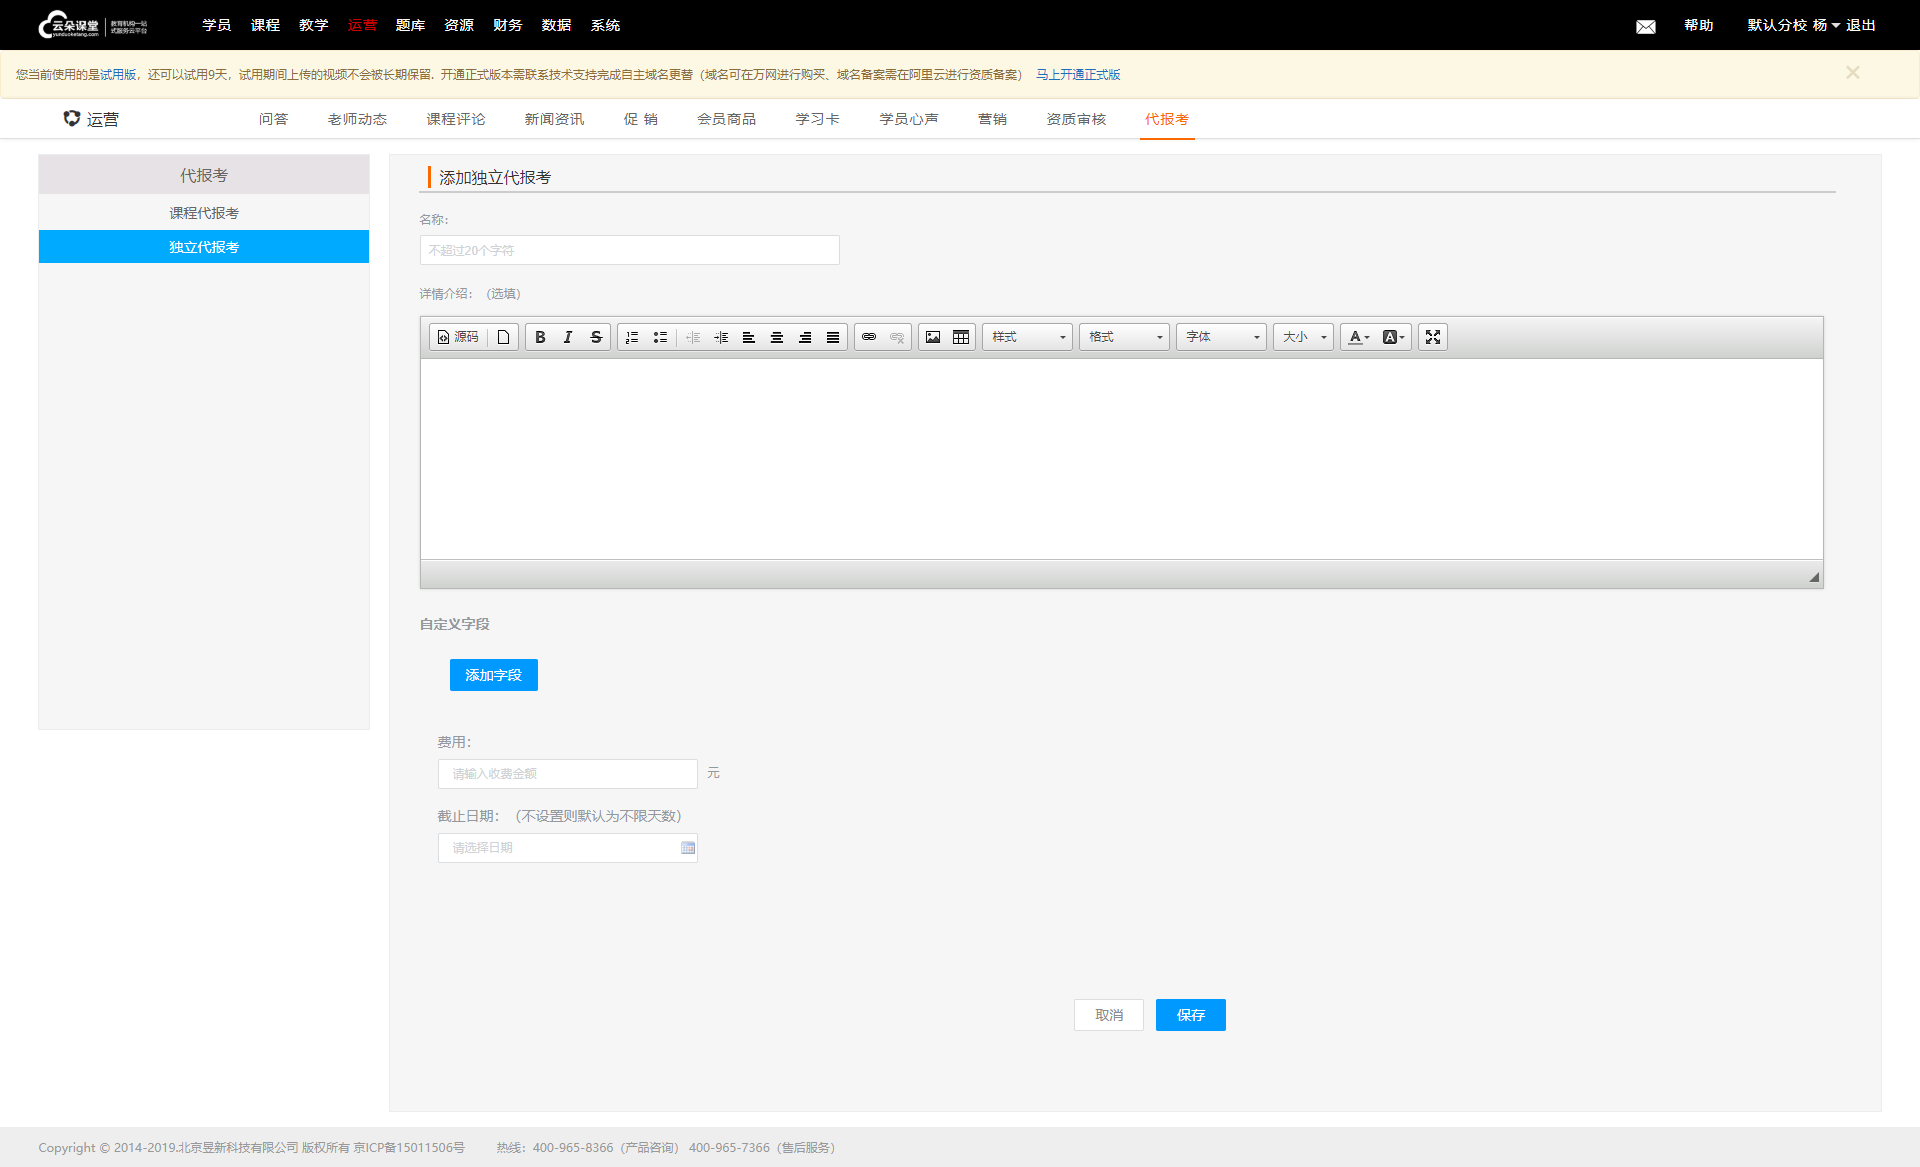 云朵课堂 教育机构一站
yunduoketang.com 式服务云平台
学员 课程 教学 运营 题库 资源 财务 数据 系统 帮助 默认分校 杨 退出
您当前使用的是试用版，还可以试用9天，试用期间上传的视频不会被长期保留. 开通正式版本需联系技术支持完成自主域名更替（域名可在万网进行购买、域名备案需在阿里云进行资质备案） 马上开通正式版 ×
运营 问答 老师动态 课程评论 新闻资讯 促 销 会员商品 学习卡 学员心声 营销 资质审核 代报考
代报考
课程代报考
独立代报考
添加独立代报考
名称：
不超过20个字符
详情介绍： (选填)
源码 B I S 样式 格式 字体 大小 A A
自定义字段
添加字段
费用：
请输入收费金额 元
截止日期：（不设置则默认为不限天数）
请选择日期
取消 保存
Copyright © 2014-2019.北京昱新科技有限公司 版权所有 京ICP备15011506号 热线：400-965-8366（产品咨询） 400-965-7366（售后服务）